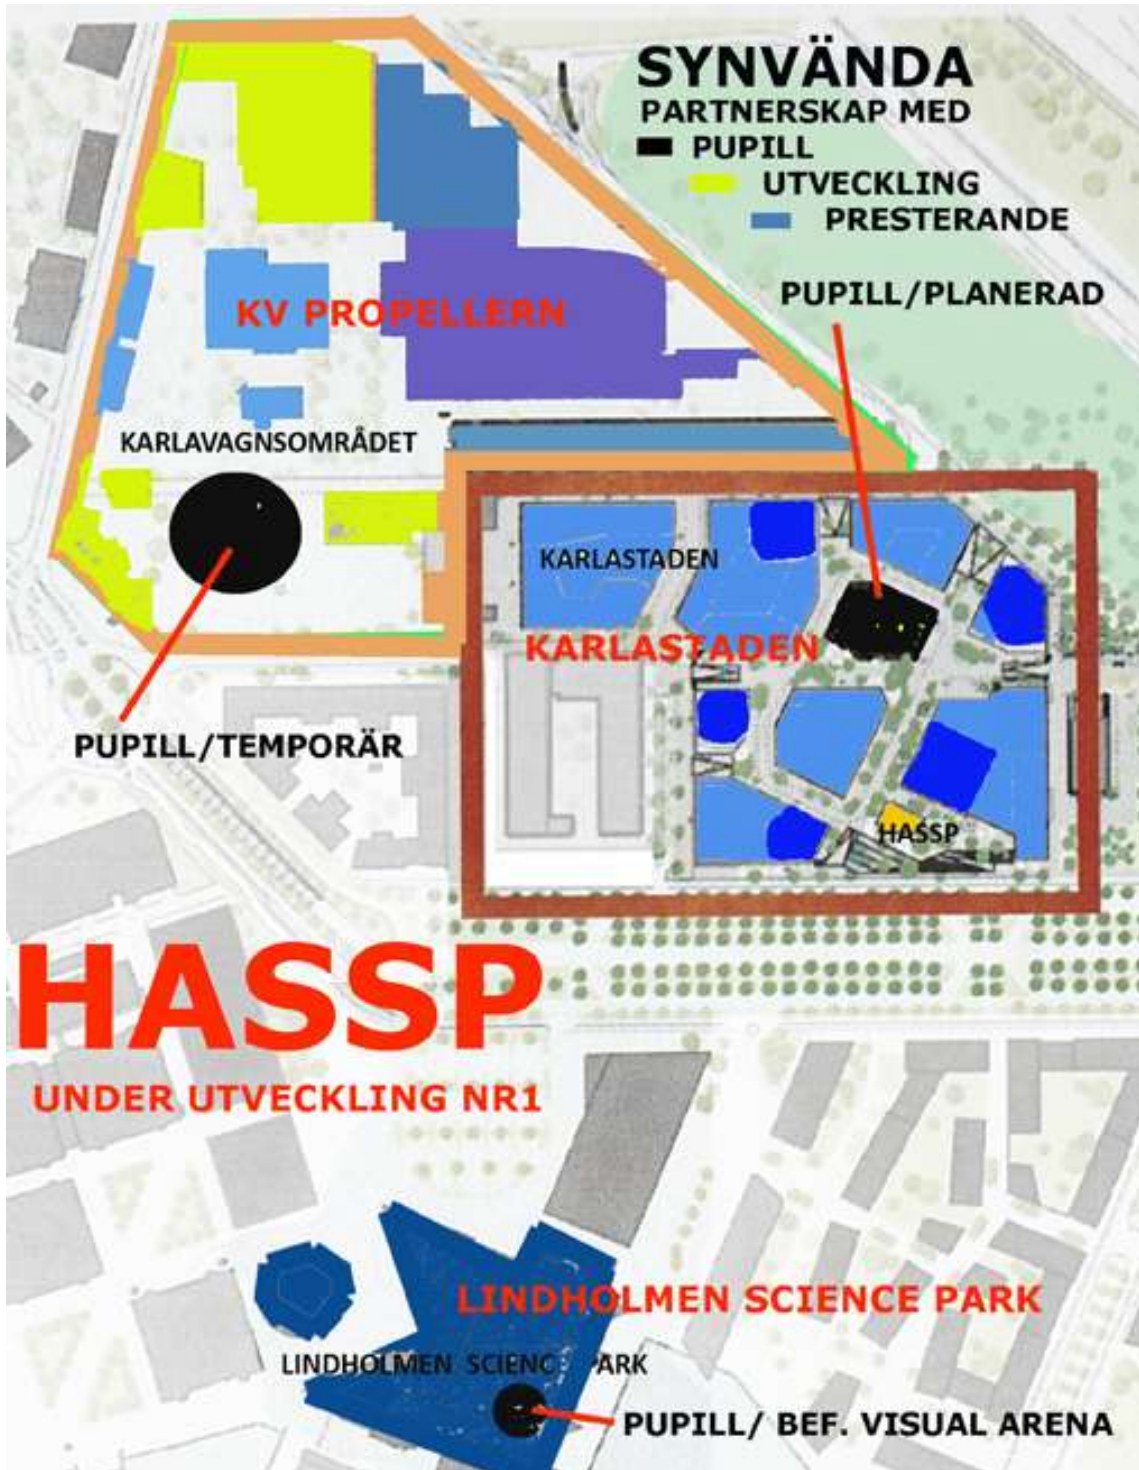 SYNVÄNDA
PARTNERSKAP MED
PUPILL
UTVECKLING
PRESTERANDE
PUPILL/PLANERAD
KV PROPELLERN
KARLAVAGNSOMRÅDET
KARLASTADEN
KARLASTADEN
PUPILL/TEMPORÄR
HASSP
HASSP
UNDER UTVECKLING NR1
LINDHOLMEN SCIENCE PARK
LINDHOLMEN SCIENC PARK
PUPILL/ BEF. VISUAL ARENA